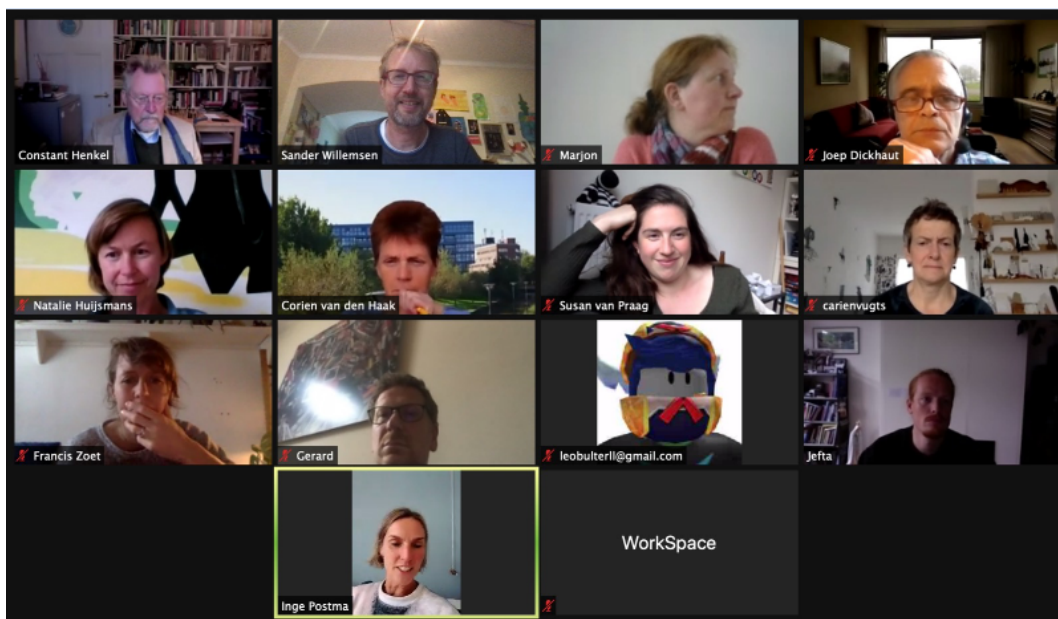 Constant Henkel
Sander Willemsen
Marjon
Joep Dickhaut
Natalie Huijsmans
Corien van den Haak
Susan van Praag
carienvugts
Francis Zoet
Gerard
leobulterll@gmail.com
Jefta
Inge Postma
WorkSpace